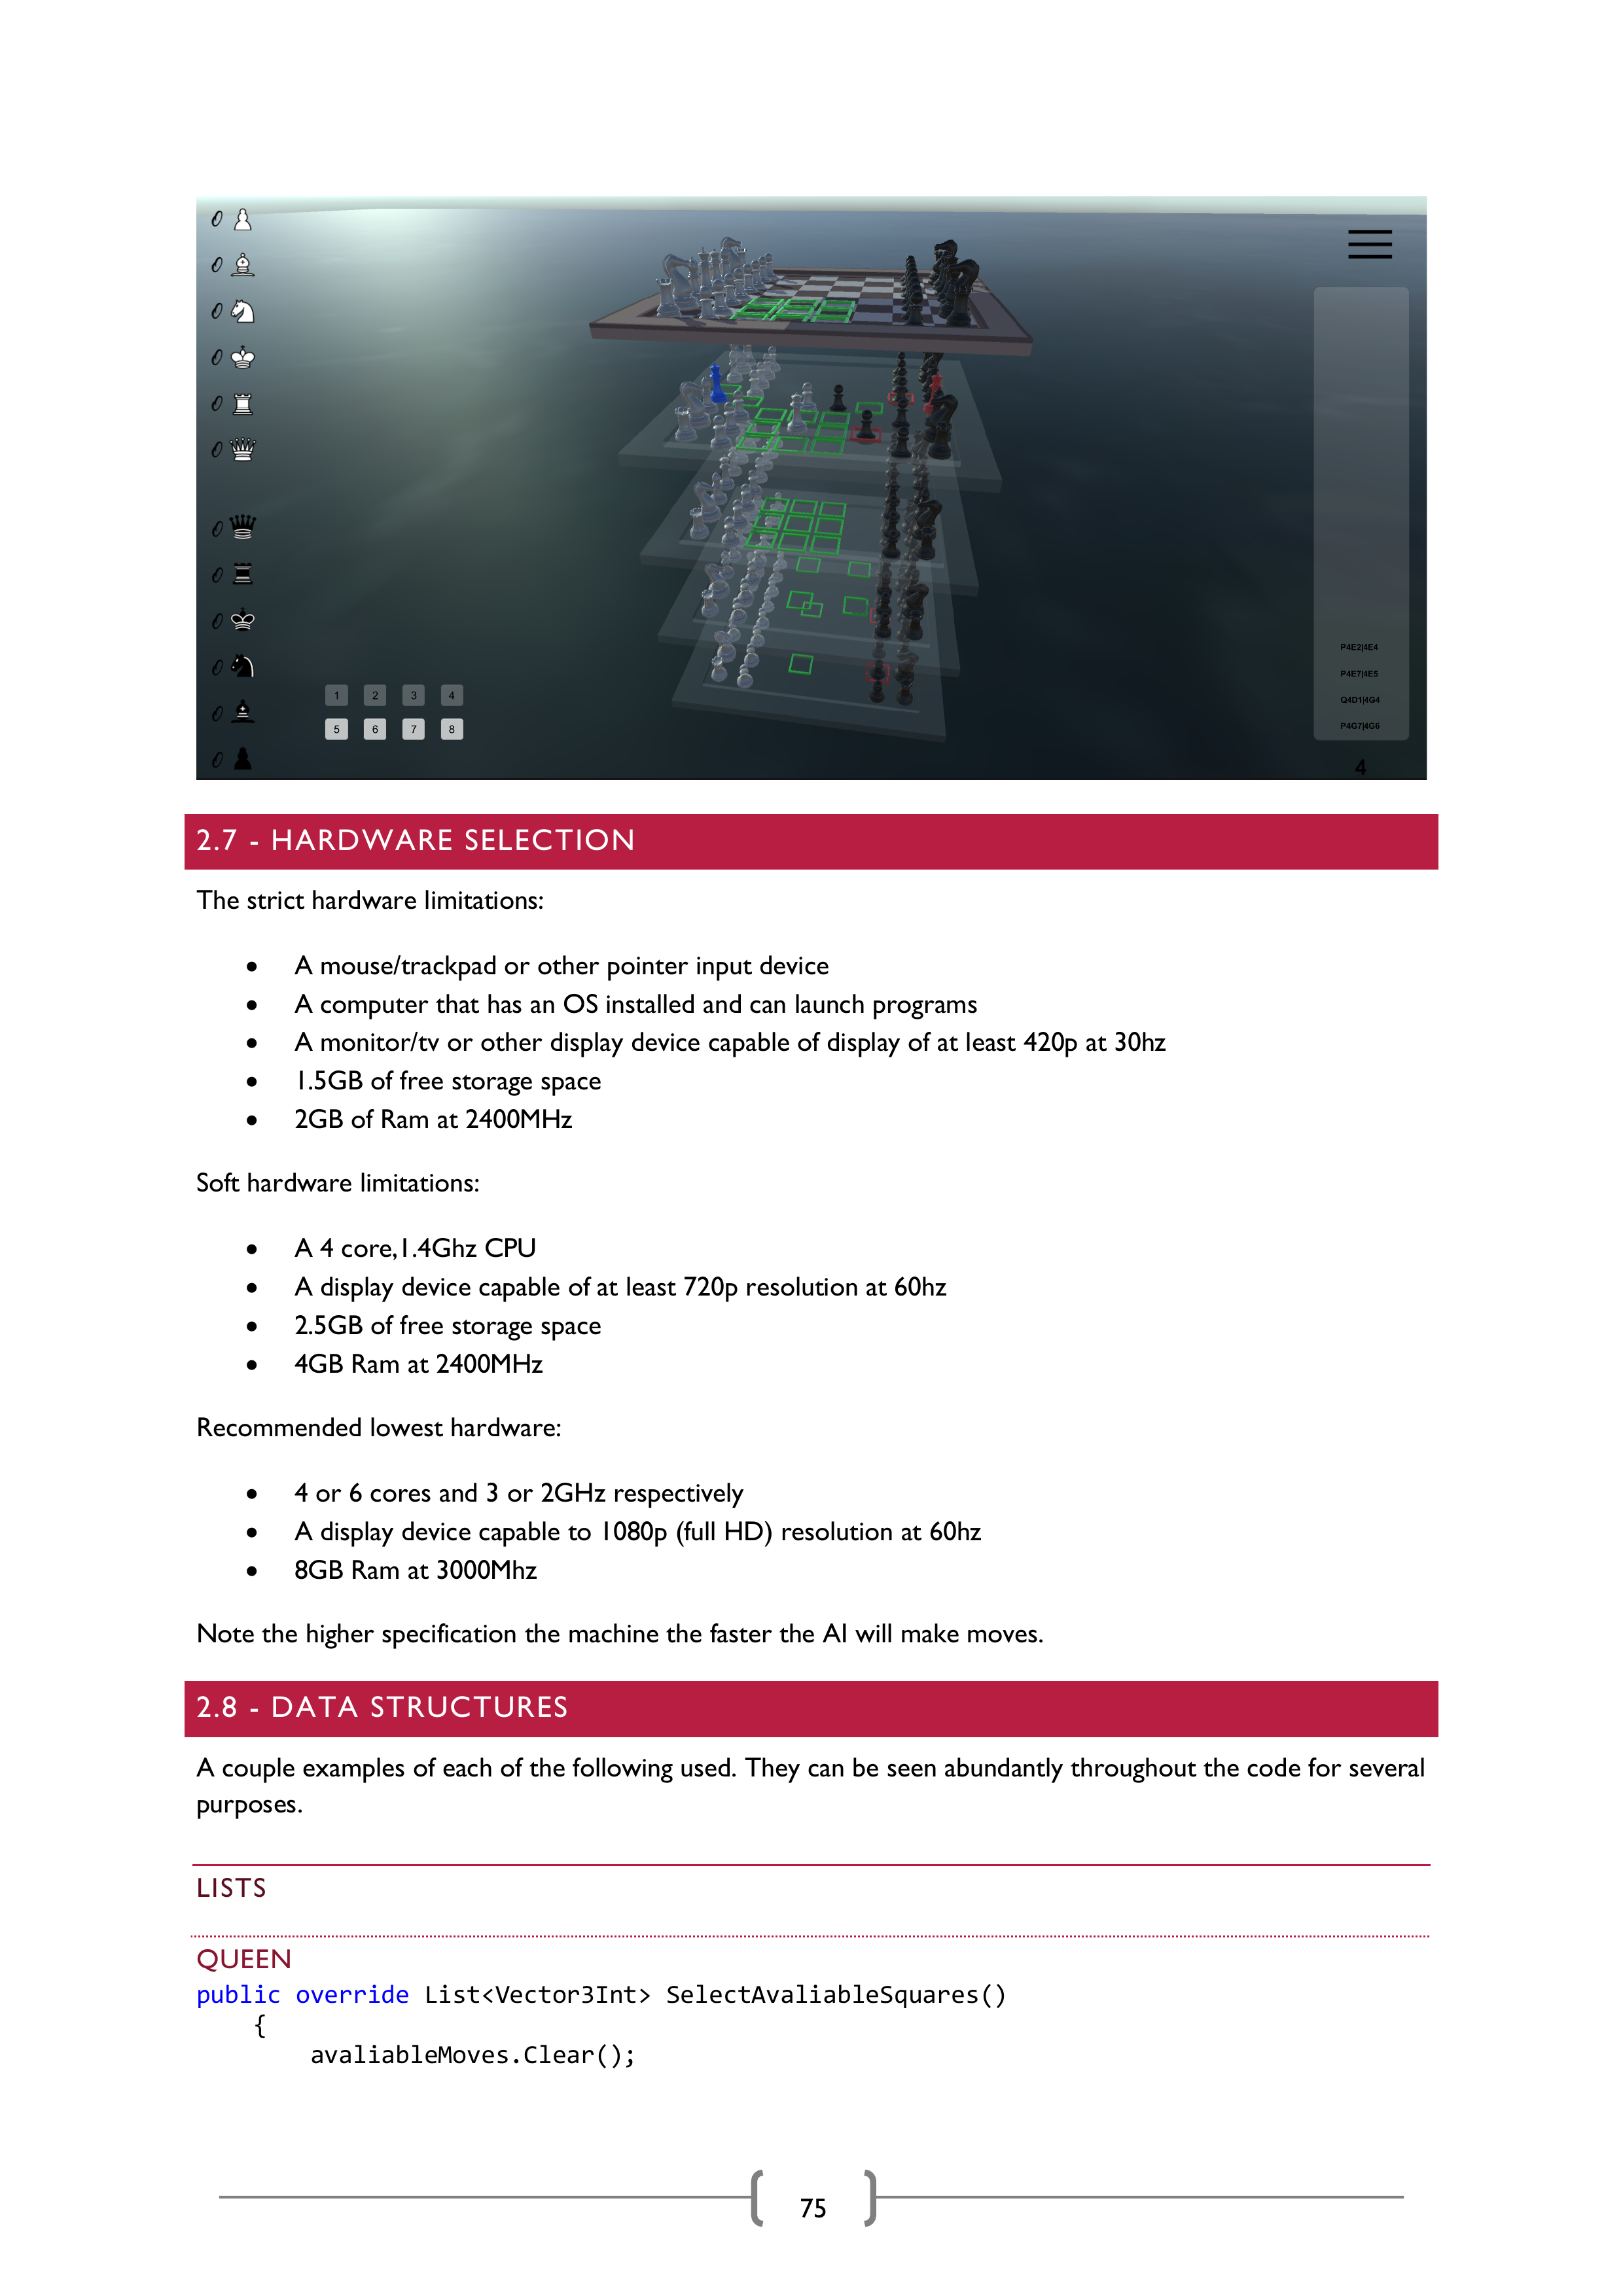 0
0
0
0
0
0
0
0
0
0
0
0
1 2 3 4
5 6 7 8
P4E2|4E4
P4E7|4E5
Q4D1|4G4
P4G7|4G6
4
2.7 - HARDWARE SELECTION
The strict hardware limitations:
• A mouse/trackpad or other pointer input device
• A computer that has an OS installed and can launch programs
• A monitor/tv or other display device capable of display of at least 420p at 30hz
• 1.5GB of free storage space
• 2GB of Ram at 2400MHz
Soft hardware limitations:
• A 4 core,1.4Ghz CPU
• A display device capable of at least 720p resolution at 60hz
• 2.5GB of free storage space
• 4GB Ram at 2400MHz
Recommended lowest hardware:
• 4 or 6 cores and 3 or 2GHz respectively
• A display device capable to 1080p (full HD) resolution at 60hz
• 8GB Ram at 3000Mhz
Note the higher specification the machine the faster the AI will make moves.
2.8 - DATA STRUCTURES
A couple examples of each of the following used. They can be seen abundantly throughout the code for several
purposes.
LISTS
QUEEN
public override List<Vector3Int> SelectAvaliableSquares()
{
avaliableMoves.Clear();
75